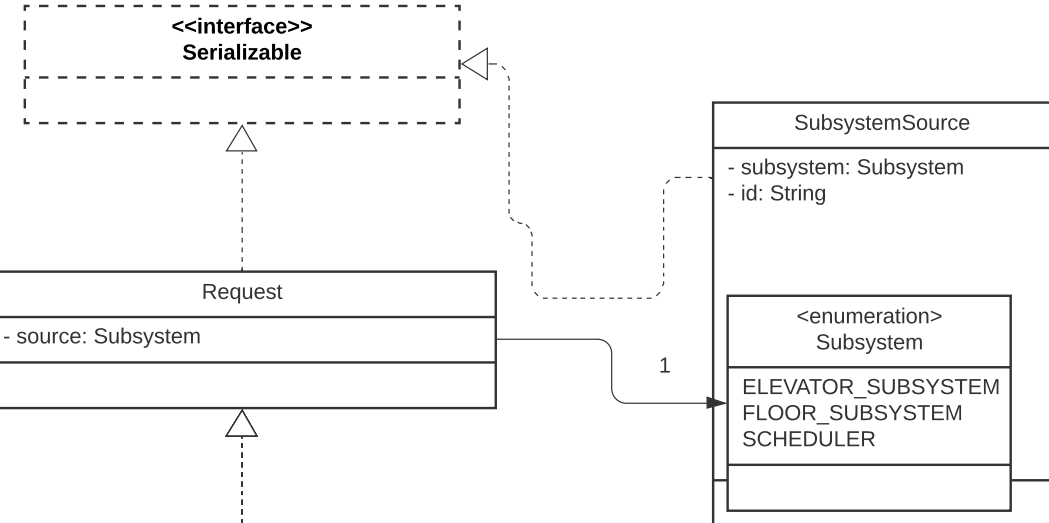 <<interface>>
Serializable
SubsystemSource
- subsystem: Subsystem
- id: String
Request
- source: Subsystem
1
<enumeration>
Subsystem
ELEVATOR_SUBSYSTEM
FLOOR_SUBSYSTEM
SCHEDULER